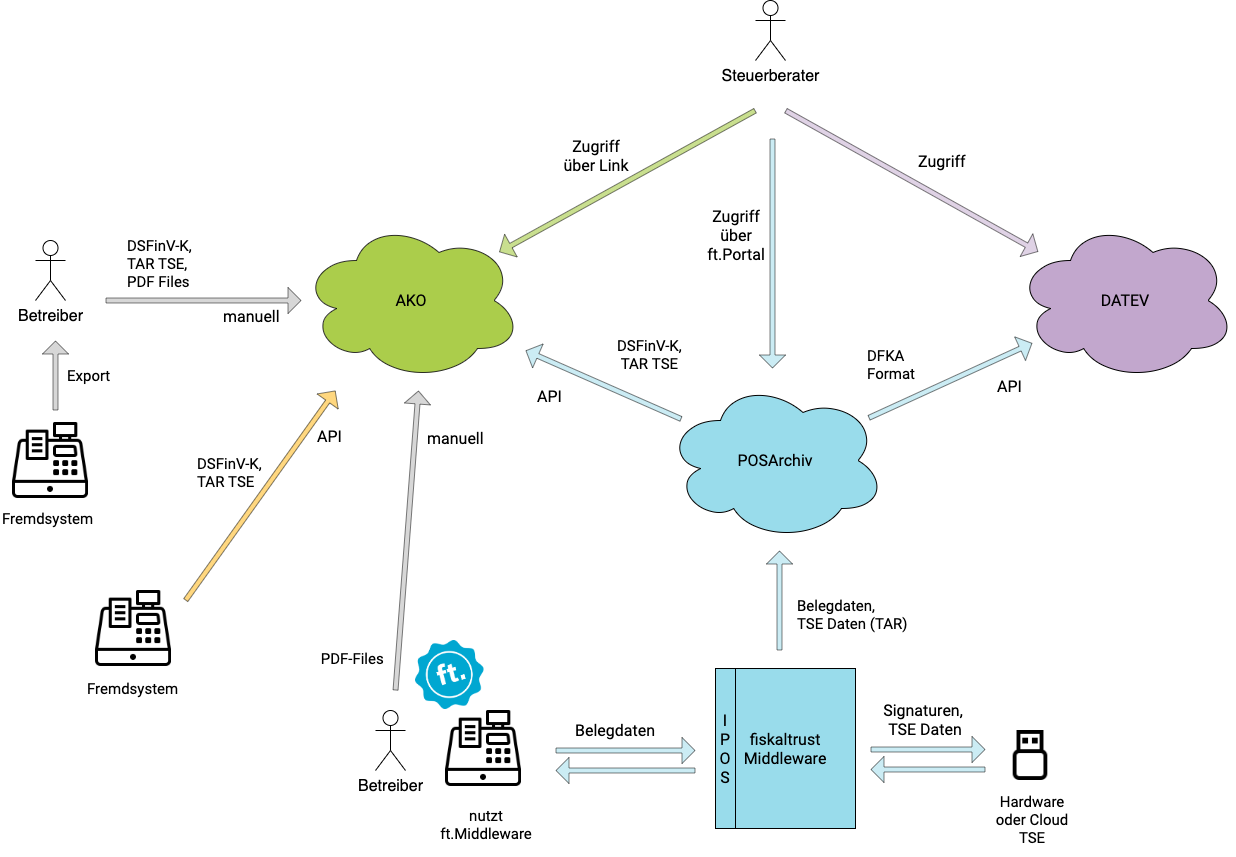 Steuerberater
Zugriff
über Link
Zugriff
Zugriff
über
ft.Portal
DSFinV-K,
TAR TSE,
PDF Files
manuell
Betreiber
AKO
DATEV
Export
DSFinV-K,
TAR TSE
API
DFKA
Format
API
Fremdsystem
API
DSFinV-K,
TAR TSE
manuell
POSArchiv
Belegdaten,
TSE Daten (TAR)
Fremdsystem
PDF-Files
ft.
Betreiber
nutzt
ft.Middleware
Belegdaten
I
P
O
S
fiskaltrust
Middleware
Signaturen,
TSE Daten
Hardware
oder Cloud
TSE